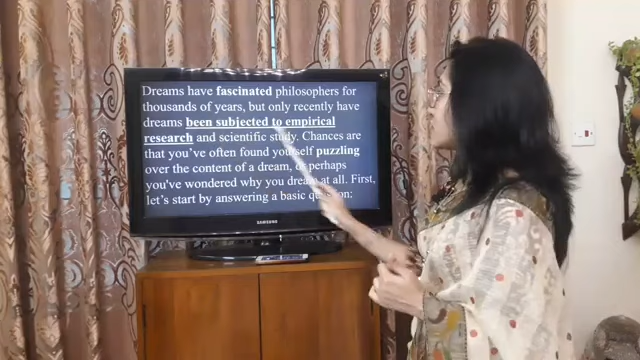 Dreams have fascinated philosophers for
thousands of years, but only recently have
dreams been subjected to empirical
research and scientific study. Chances are
that you've often found yourself puzzling
over the content of a dream, or perhaps
you've wondered why you dream at all. First,
let's start by answering a basic question:
SAMSUNG